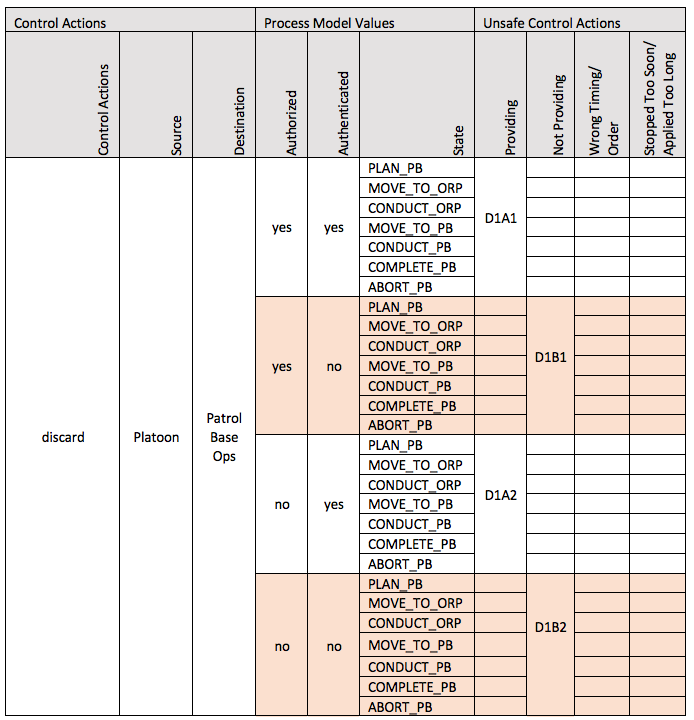 Control Actions Process Model Values Unsafe Control Actions
Control Actions
Source
Destination
Authorized
Authenticated
State
Providing
Not Providing
Wrong Timing/
Order
Stopped Too Soon/
Applied Too Long
discard
Platoon
Patrol
Base
Ops
yes
yes
PLAN_PB
MOVE_TO_ORP
CONDUCT_ORP
MOVE_TO_PB
CONDUCT_PB
COMPLETE_PB
ABORT_PB
D1A1
yes
no
PLAN_PB
MOVE_TO_ORP
CONDUCT_ORP
MOVE_TO_PB
CONDUCT_PB
COMPLETE_PB
ABORT_PB
D1B1
no
yes
PLAN_PB
MOVE_TO_ORP
CONDUCT_ORP
MOVE_TO_PB
CONDUCT_PB
COMPLETE_PB
ABORT_PB
D1A2
no
no
PLAN_PB
MOVE_TO_ORP
CONDUCT_ORP
MOVE_TO_PB
CONDUCT_PB
COMPLETE_PB
ABORT_PB
D1B2